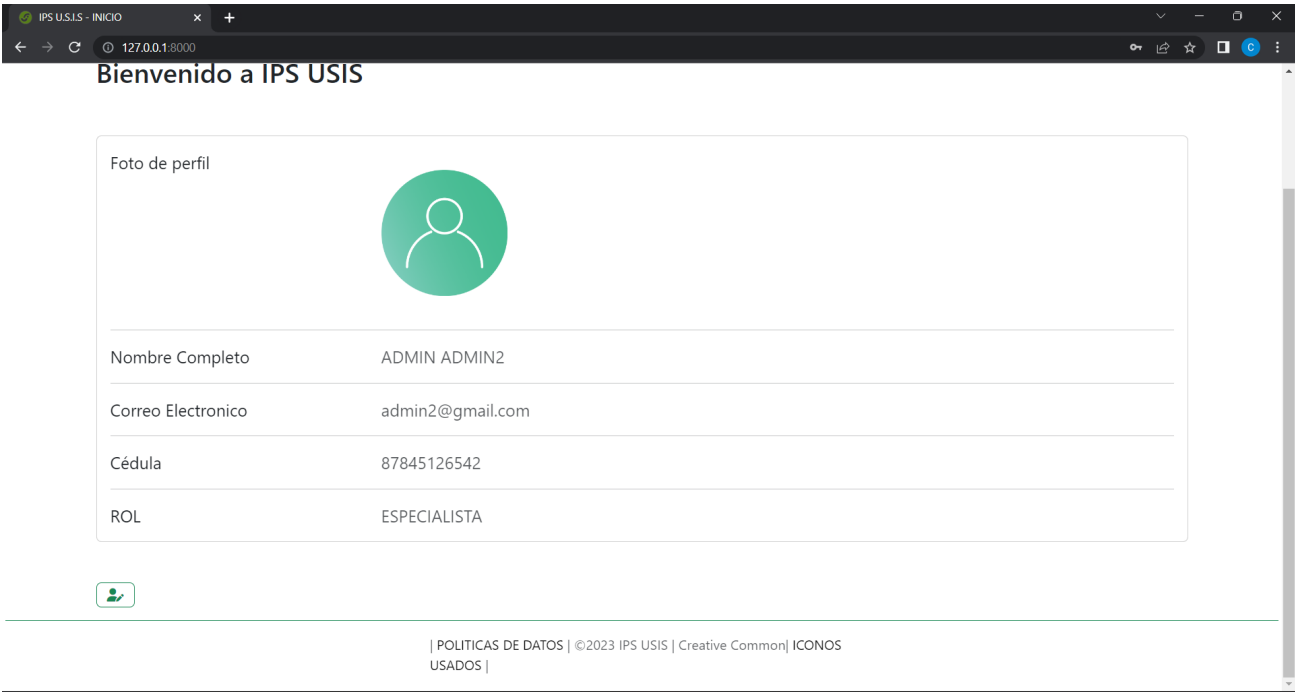 IPS U.S.I.S - INICIO
127.0.0.1:8000
C
Bienvenido a IPS USIS
Foto de perfil
Nombre Completo ADMIN ADMIN2
Correo Electronico admin2@gmail.com
Cédula 87845126542
ROL ESPECIALISTA
| POLITICAS DE DATOS | ©2023 IPS USIS | Creative Common| ICONOS
USADOS |